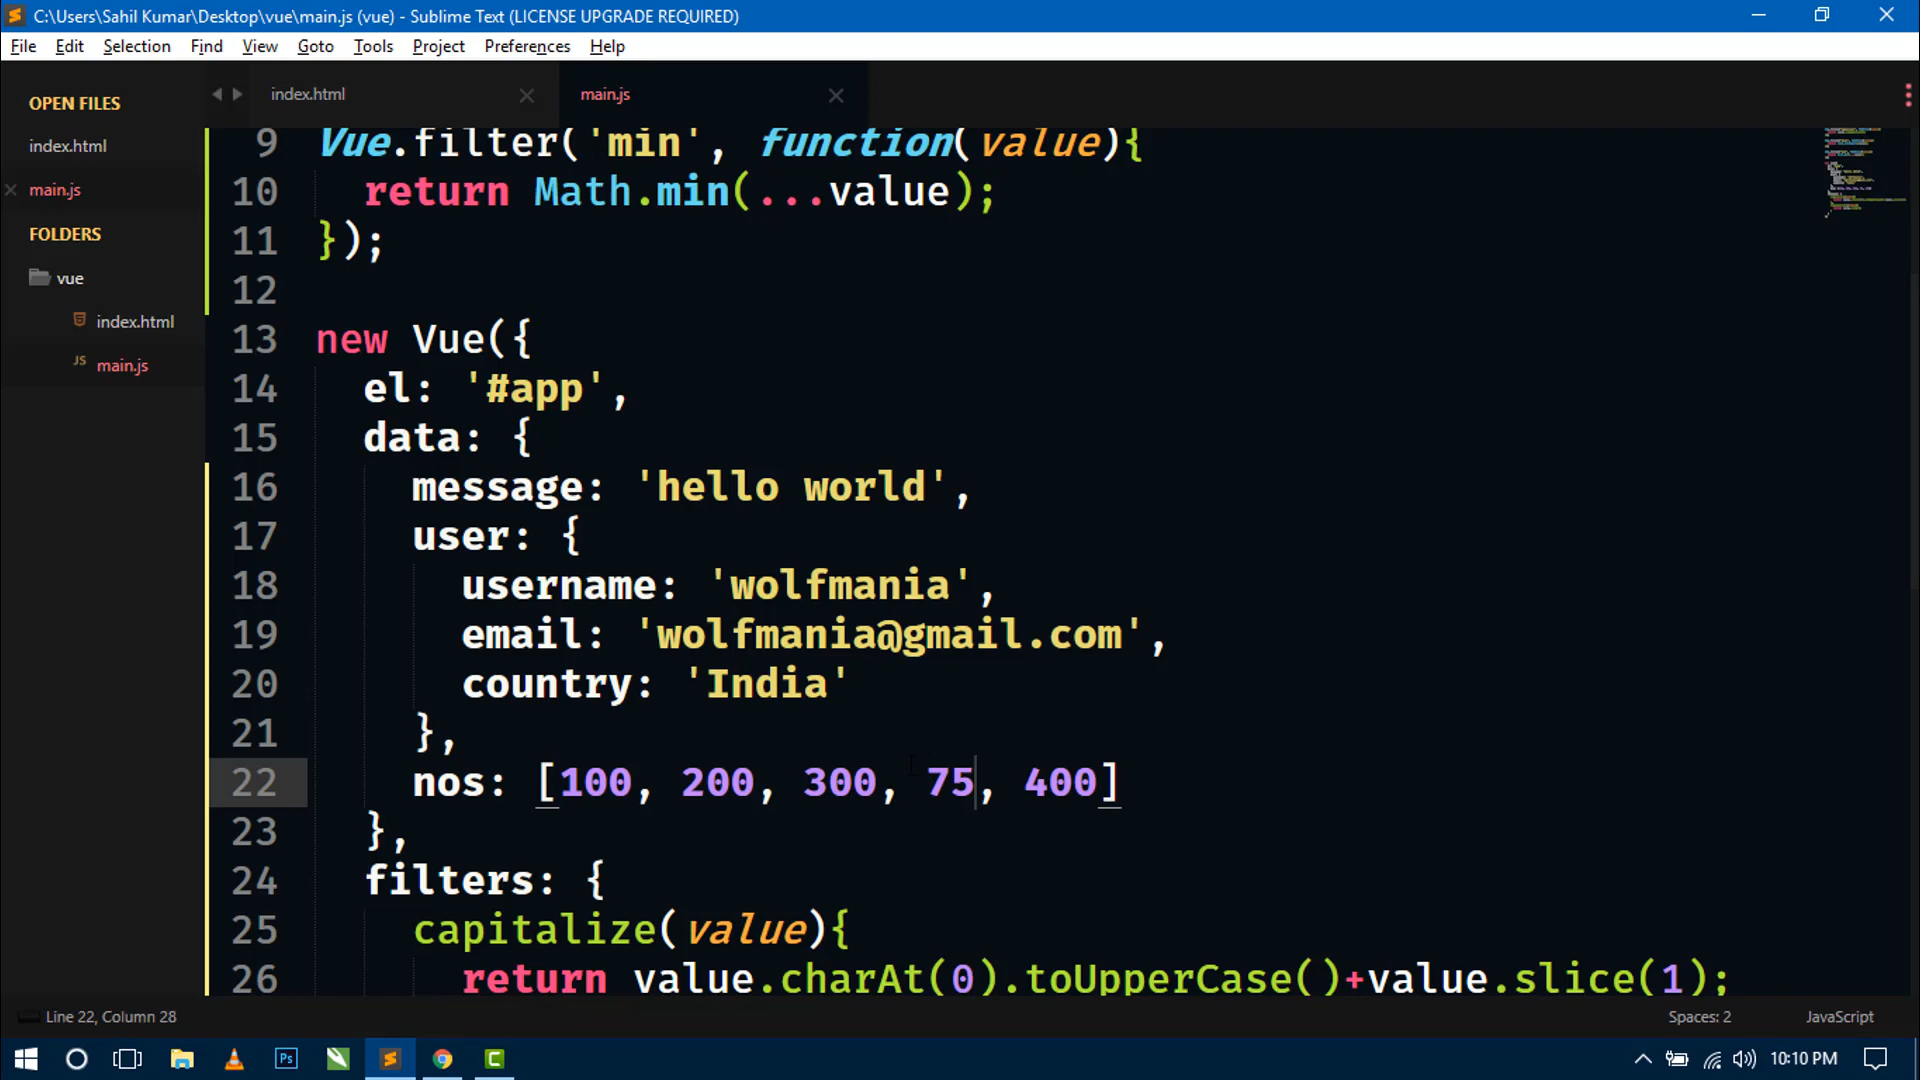 C:\Users\Sahil Kumar\Desktop\vue\main.js (vue) - Sublime Text (LICENSE UPGRADE REQUIRED)
File Edit Selection Find View Goto Tools Project Preferences Help
OPEN FILES
index.html
main.js
FOLDERS
vue
index.html
main.js
index.html main.js
9 Vue.filter('min', function(value){
10 return Math.min(...value);
11 });
12
13 new Vue({
14 el: '#app',
15 data: {
16 message: 'hello world',
17 user: {
18 username: 'wolfmania',
19 email: 'wolfmania@gmail.com',
20 country: 'India'
21 },
22 nos: [100, 200, 300, 75, 400]
23 },
24 filters: {
25 capitalize(value){
26 return value.charAt(0).toUpperCase()+value.slice(1);
Line 22, Column 28 Spaces: 2 JavaScript
Ps
10:10 PM